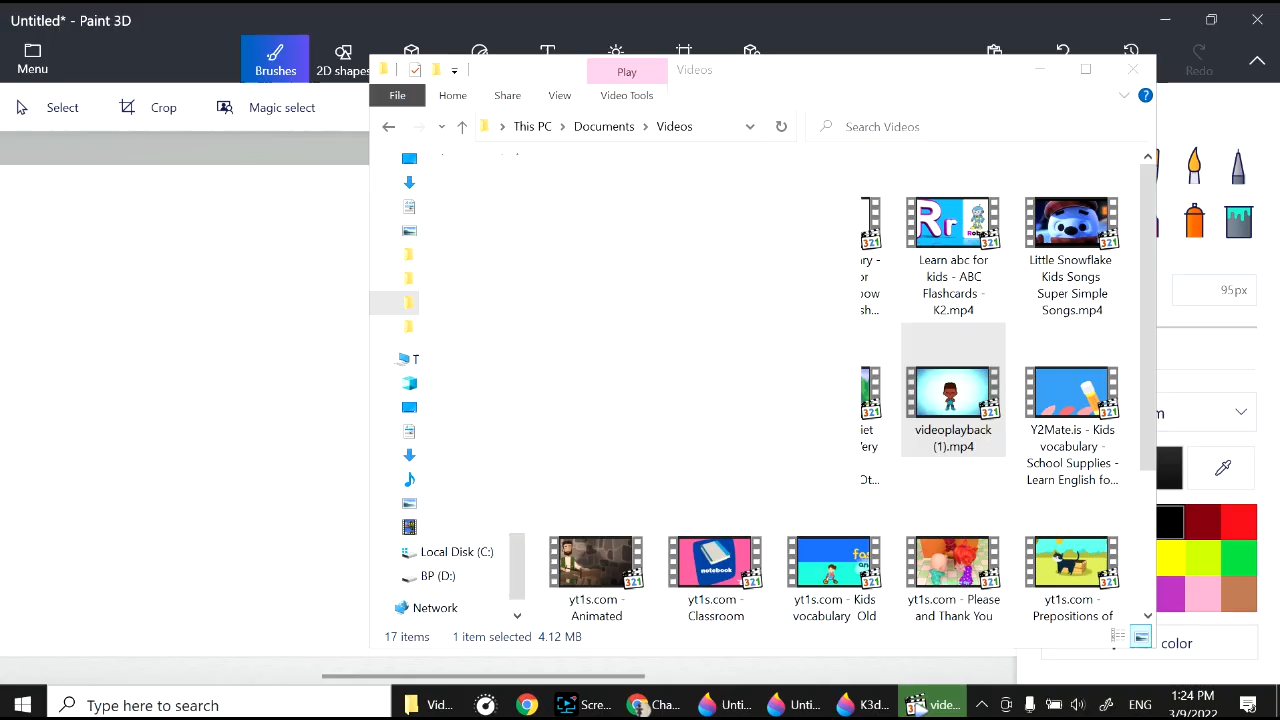 Untitled* - Paint 3D
Menu
Brushes
2D shapes
Play
Videos
File
Home
Share
View
Video Tools
Select
Crop
Magic select
Redo
This PC
Documents
Videos
Search Videos
Rr
Learn abc for
kids - ABC
Flashcards -
K2.mp4
Little Snowflake
Kids Songs
Super Simple
Songs.mp4
95px
videoplayback
(1).mp4
Y2Mate.is - Kids
vocabulary -
School Supplies -
Learn English fo...
Local Disk (C:)
BP (D:)
Network
notebook
yt1s.com -
Animated
yt1s.com -
Classroom
yt1s.com - Kids
vocabulary Old
yt1s.com - Please
and Thank You
yt1s.com -
Prepositions of
17 items
1 item selected
4.12 MB
color
Type here to search
Vid...
Scre...
Cha...
Unti...
Unti...
K3d...
vide...
ENG
1:24 PM
3/9/2022